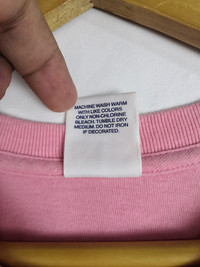 MACHINE WASH WARM
WITH LIKE COLORS
ONLY NON-CHLORINE
BLEACH. TUMBLE DRY
MEDIUM. DO NOT IRON
IF DECORATED.